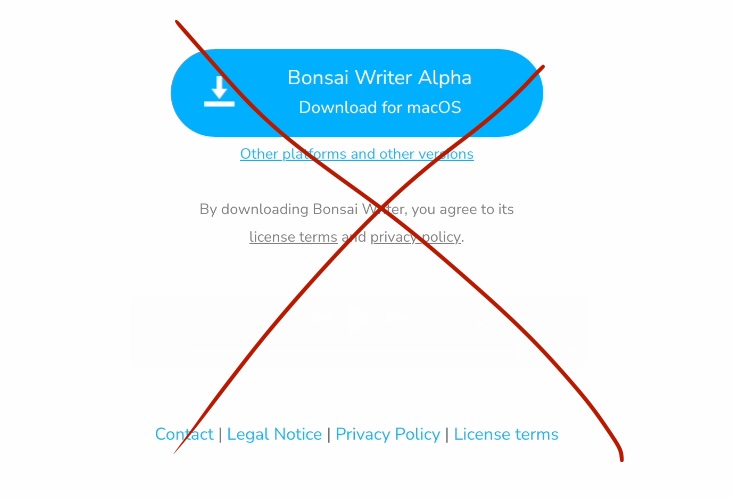 Bonsai Writer Alpha
Download for macOS
Other platforms and other versions
By downloading Bonsai Writer, you agree to its
license terms and privacy policy.
Contact | Legal Notice | Privacy Policy | License terms